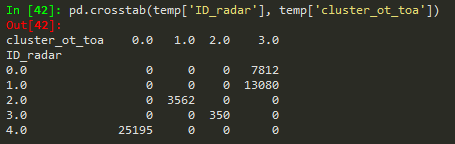 In [42]: pd.crosstab(temp['ID_radar'], temp['cluster_ot_toa'])
Out[42]:
cluster_ot_toa 0.0 1.0 2.0 3.0
ID_radar
0.0 0 0 0 7812
1.0 0 0 0 13080
2.0 0 3562 0 0
3.0 0 0 350 0
4.0 25195 0 0 0